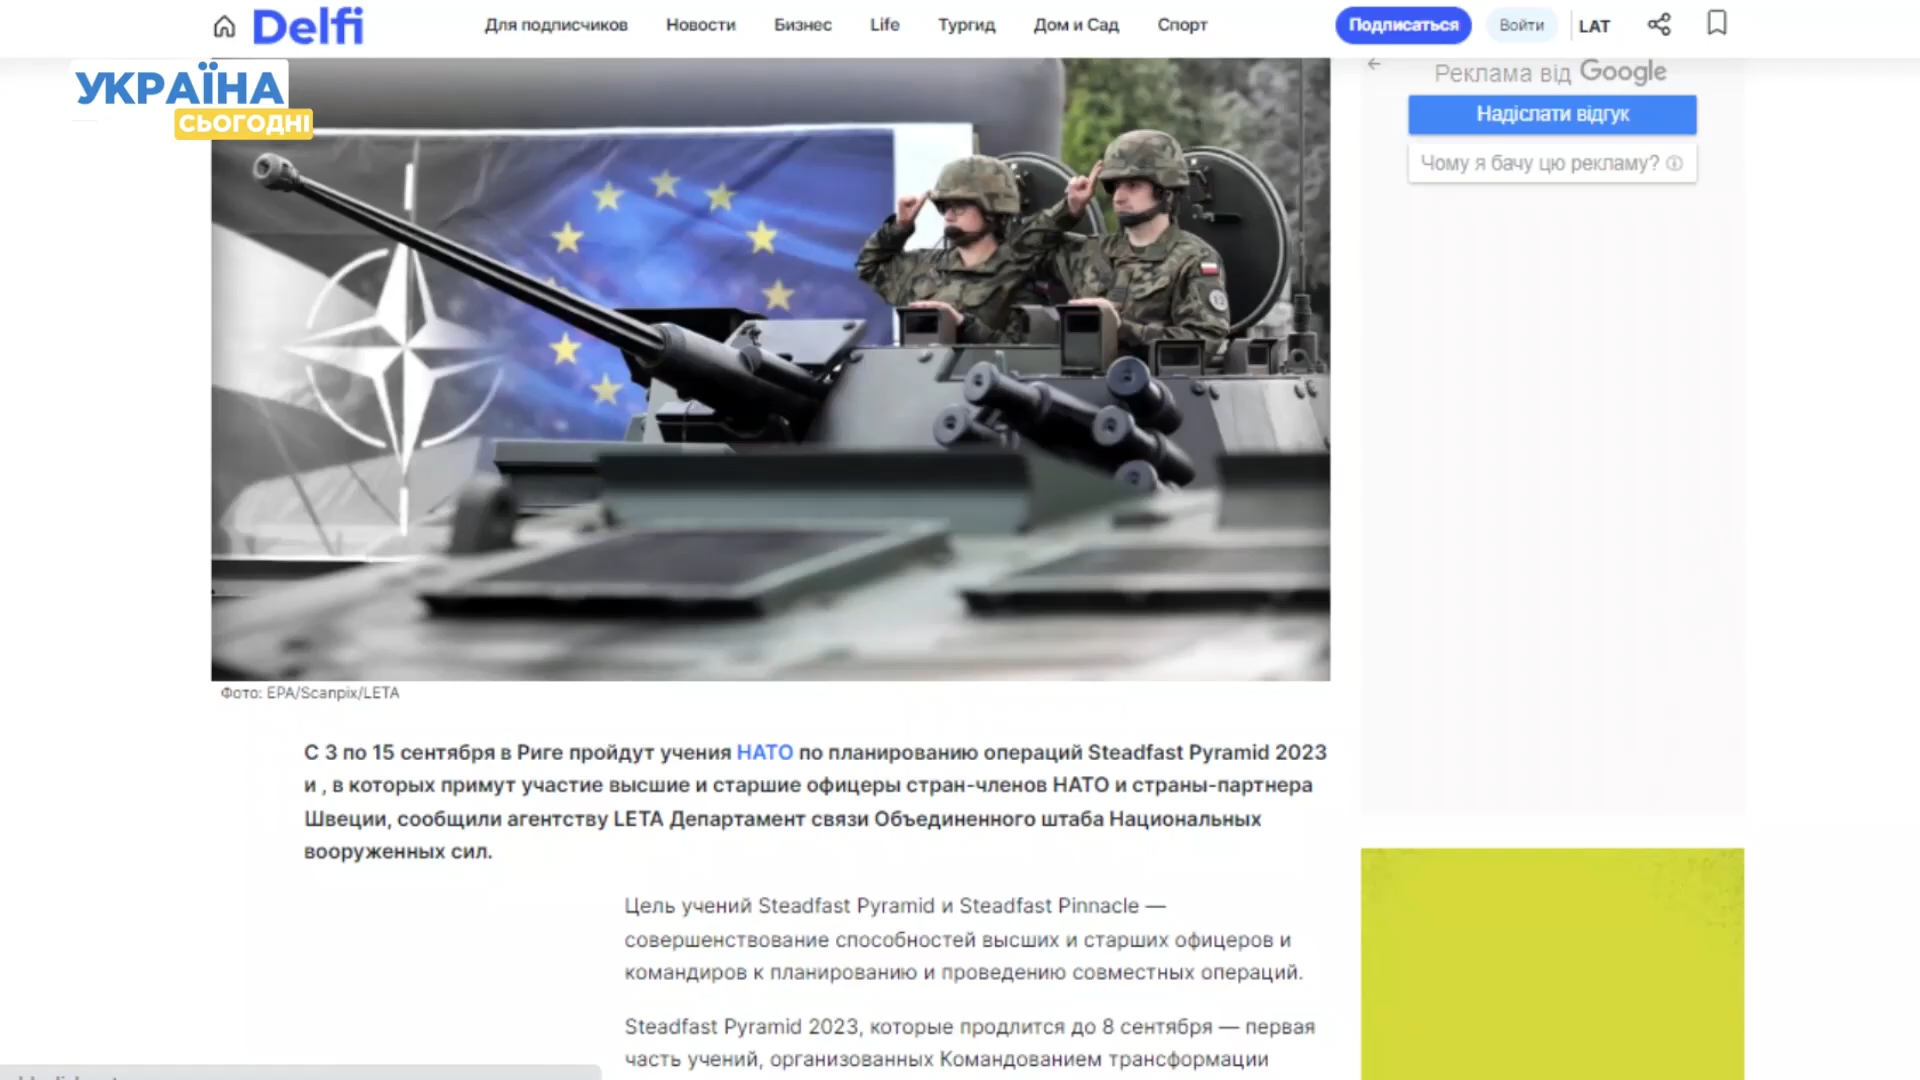 Delfi
Для подписчиков
Новости
Бизнес
Life
Тургид
Дом и Сад
Спорт
Подписаться
Войти
LAT
УКРАЇНА
СЬОГОДНІ
Реклама від Google
Надіслати відгук
Чому я бачу цю рекламу?
Фото: EPA/Scanpix/LETA
С 3 по 15 сентября в Риге пройдут учения НАТО по планированию операций Steadfast Pyramid 2023
и , в которых примут участие высшие и старшие офицеры стран-членов НАТО и страны-партнера
Швеции, сообщили агентству LETA Департамент связи Объединенного штаба Национальных
вооруженных сил.
Цель учений Steadfast Pyramid и Steadfast Pinnacle —
совершенствование способностей высших и старших офицеров и
командиров к планированию и проведению совместных операций.
Steadfast Pyramid 2023, которые продлится до 8 сентября — первая
часть учений, организованных Командованием трансформации